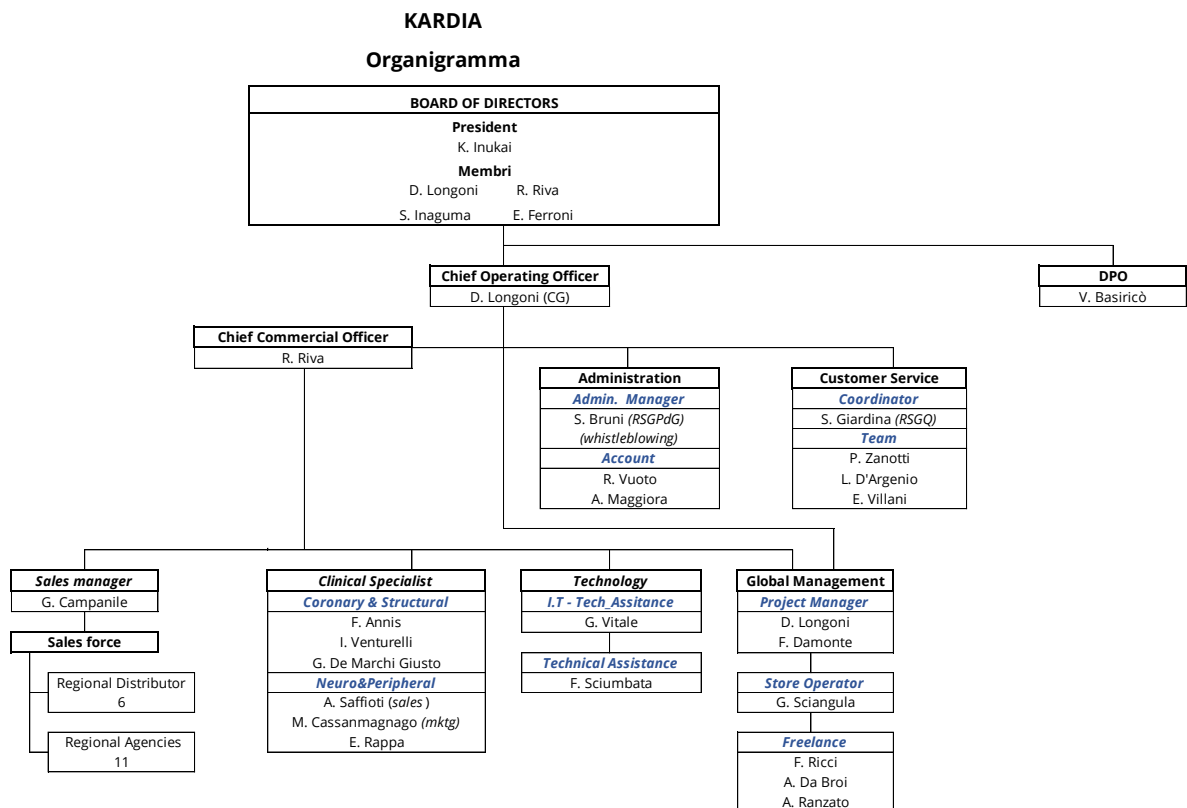 KARDIA
Organigramma
BOARD OF DIRECTORS
President
K. Inukai
Membri
D. Longoni R. Riva
S. Inaguma E. Ferroni
Chief Operating Officer
D. Longoni (CG)
DPO
V. Basiricò
Chief Commercial Officer
R. Riva
Administration
Admin. Manager
S. Bruni (RSGPdG)
(whistleblowing)
Account
R. Vuoto
A. Maggiora
Customer Service
Coordinator
S. Giardina (RSGQ)
Team
P. Zanotti
L. D'Argenio
E. Villani
Sales manager
G. Campanile
Sales force
Regional Distributor
6
Regional Agencies
11
Clinical Specialist
Coronary & Structural
F. Annis
I. Venturelli
G. De Marchi Giusto
Neuro&Peripheral
A. Saffioti (sales )
M. Cassanmagnago (mktg)
E. Rappa
Technology
I.T - Tech_Assitance
G. Vitale
Technical Assistance
F. Sciumbata
Global Management
Project Manager
D. Longoni
F. Damonte
Store Operator
G. Sciangula
Freelance
F. Ricci
A. Da Broi
A. Ranzato